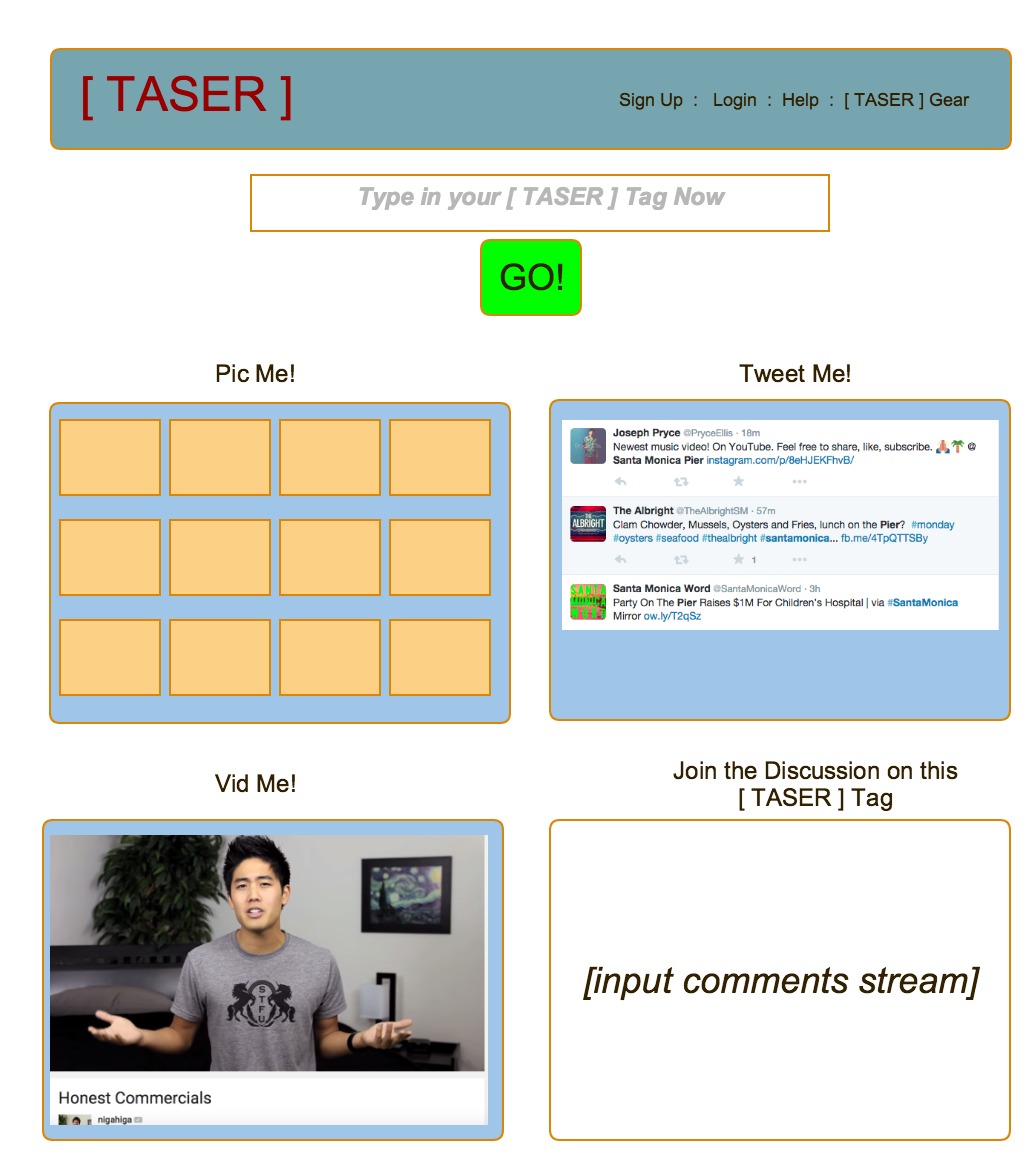 [ TASER ]
Sign Up : Login : Help : [ TASER ] Gear
Type in your [ TASER ] Tag Now
GO!
Pic Me!
Tweet Me!
Joseph Pryce @PryceEllis · 18m
Newest music video! On YouTube. Feel free to share, like, subscribe. 🙏🌴 @
Santa Monica Pier instagram.com/p/8eHJEKFhvB/
THE
ALBRIGHT
The Albright @TheAlbrightSM · 57m
Clam Chowder, Mussels, Oysters and Fries, lunch on the Pier? #monday
#oysters #seafood #thealbright #santamonica... fb.me/4TpQTTSBy
1
SANTA
MONICA
WORD
Santa Monica Word @SantaMonicaWord · 3h
Party On The Pier Raises $1M For Children's Hospital | via #SantaMonica
Mirror ow.ly/T2qSz
Vid Me!
Join the Discussion on this
[ TASER ] Tag
STFU
Honest Commercials
nigahiga
[input comments stream]